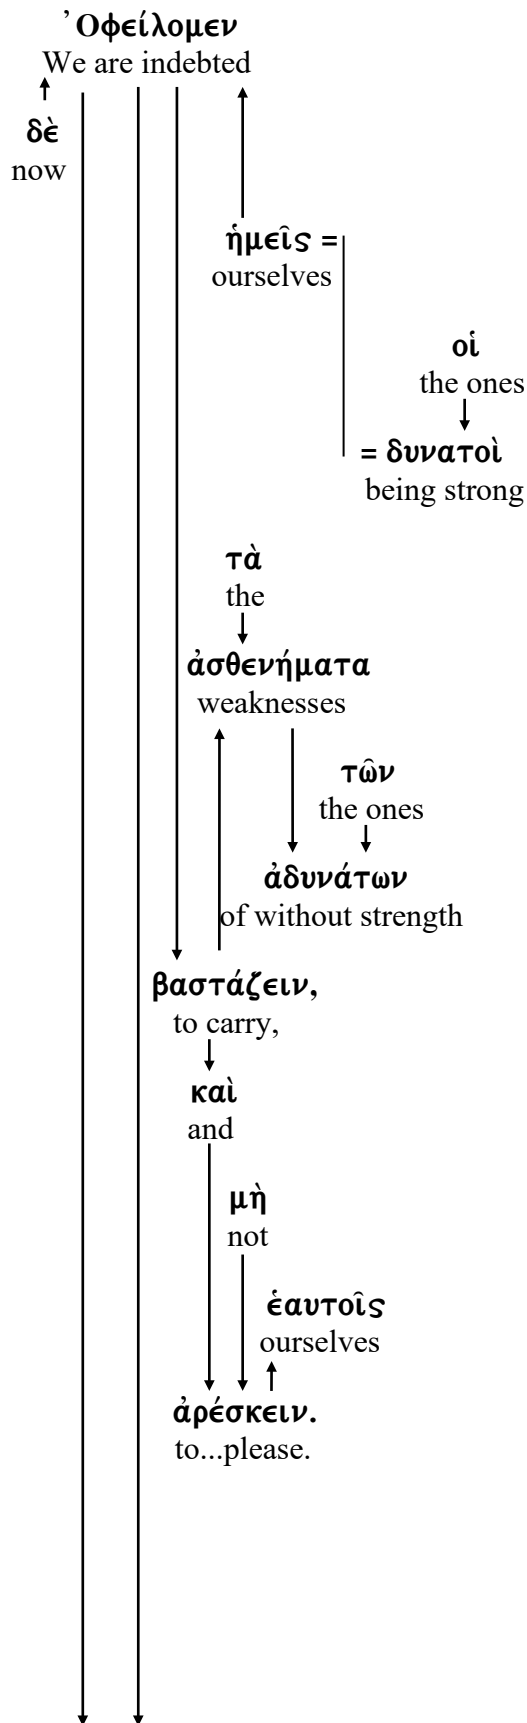 ᾿Οφείλομεν
We are indebted
δὲ
now
ἡμεῖς =
ourselves
οἱ
the ones
= δυνατοὶ
being strong
τὰ
the
ἀσθενήματα
weaknesses
τῶν
the ones
ἀδυνάτων
of without strength
βαστάζειν,
to carry,
καὶ
and
μὴ
not
ἑαυτοῖς
ourselves
ἀρέσκειν.
to...please.